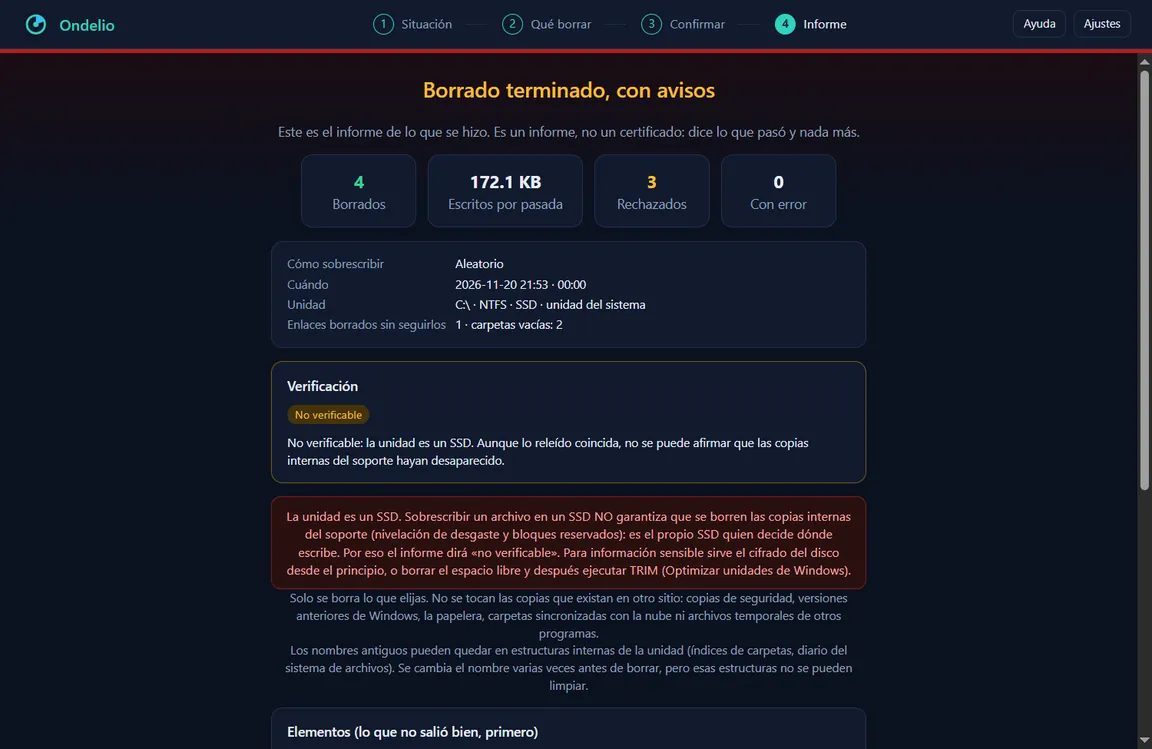 Ondelio
1 Situación
2 Qué borrar
3 Confirmar
4 Informe
Ayuda
Ajustes
Borrado terminado, con avisos
Este es el informe de lo que se hizo. Es un informe, no un certificado: dice lo que pasó y nada más.
4
Borrados
172.1 KB
Escritos por pasada
3
Rechazados
0
Con error
Cómo sobrescribir Aleatorio
Cuándo 2026-11-20 21:53 · 00:00
Unidad C:\ · NTFS · SSD · unidad del sistema
Enlaces borrados sin seguirlos 1 · carpetas vacías: 2
Verificación
No verificable
No verificable: la unidad es un SSD. Aunque lo releído coincida, no se puede afirmar que las copias
internas del soporte hayan desaparecido.
La unidad es un SSD. Sobrescribir un archivo en un SSD NO garantiza que se borren las copias internas
del soporte (nivelación de desgaste y bloques reservados): es el propio SSD quien decide dónde
escribe. Por eso el informe dirá «no verificable». Para información sensible sirve el cifrado del disco
desde el principio, o borrar el espacio libre y después ejecutar TRIM (Optimizar unidades de Windows).
Solo se borra lo que elijas. No se tocan las copias que existan en otro sitio: copias de seguridad, versiones
anteriores de Windows, la papelera, carpetas sincronizadas con la nube ni archivos temporales de otros
programas.
Los nombres antiguos pueden quedar en estructuras internas de la unidad (índices de carpetas, diario del
sistema de archivos). Se cambia el nombre varias veces antes de borrar, pero esas estructuras no se pueden
limpiar.
Elementos (lo que no salió bien, primero)